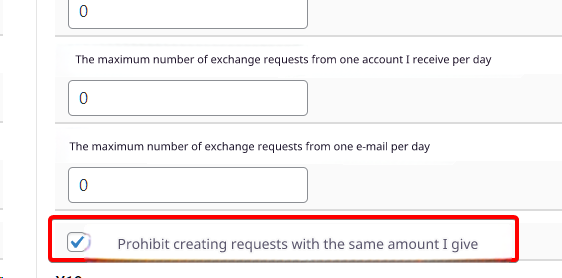 0
The maximum number of exchange requests from one account I receive per day
0
The maximum number of exchange requests from one e-mail per day
0
Prohibit creating requests with the same amount I give